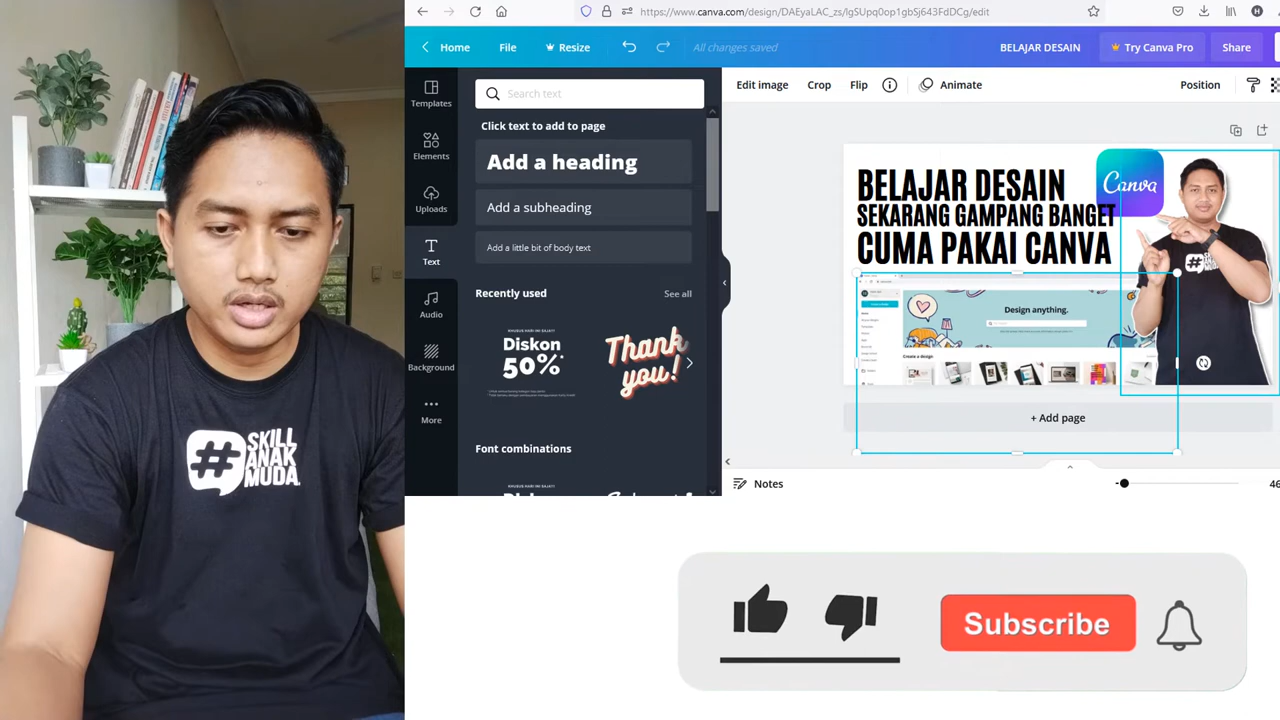 https://www.canva.com/design/DAEyaLAC_zs/lgSUpq0op1gbSj643FdDCg/edit
Home
File
Resize
All changes saved
BELAJAR DESAIN
Try Canva Pro
Share
Templates
Elements
Uploads
Text
Audio
Background
More
Search text
Click text to add to page
Add a heading
Add a subheading
Add a little bit of body text
Recently used
See all
Diskon
50%*
Thank
you!
Font combinations
Edit image
Crop
Flip
Animate
Position
BELAJAR DESAIN
SEKARANG GAMPANG BANGET
CUMA PAKAI CANVA
Canva
Design anything.
Create a design
+ Add page
Notes
46
#SKILL
ANAK
MUDA.
Subscribe